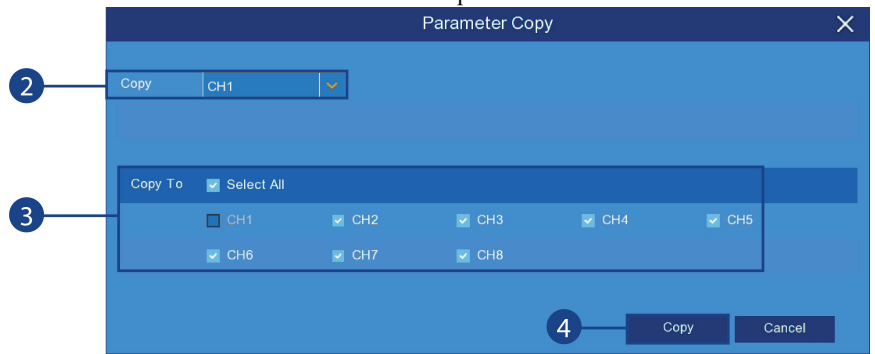 Parameter Copy
2 Copy CH1
Copy To Select All
3 CH1 CH2 CH3 CH4 CH5
CH6 CH7 CH8
4 Copy Cancel